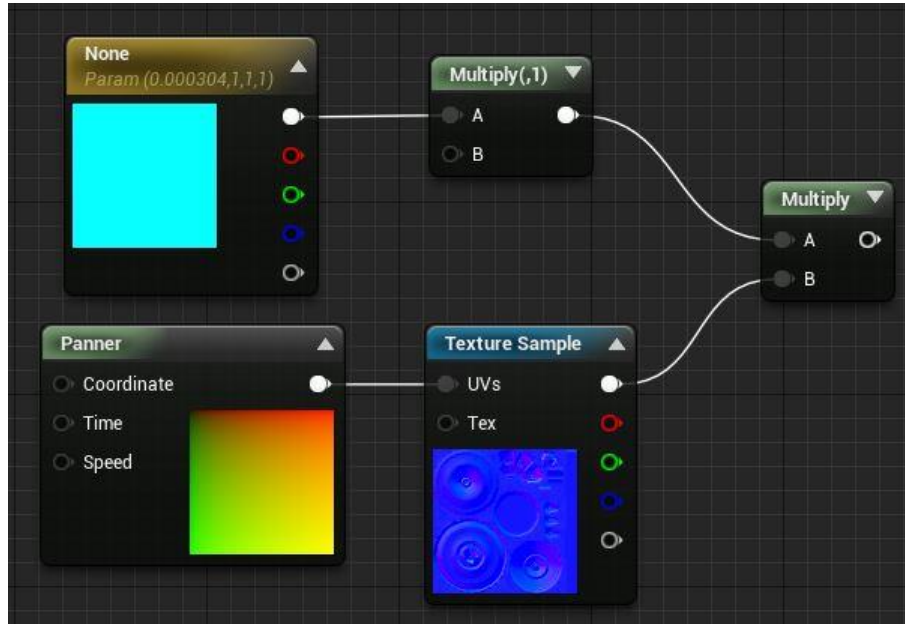 None
Param (0.000304,1,1,1)
Multiply(,1)
A
B
Multiply
A
B
Panner
Coordinate
Time
Speed
Texture Sample
UVs
Tex